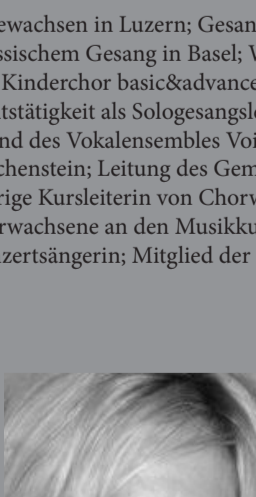 ewachsen in Luzern; Gesan
ssischem Gesang in Basel; W
Kinderchor basic&advance
tstätigkeit als Sologesangsle
nd des Vokalensembles Voi
chenstein; Leitung des Gem
rige Kursleiterin von Chorw
rwachsene an den Musikku
zertsängerin; Mitglied der